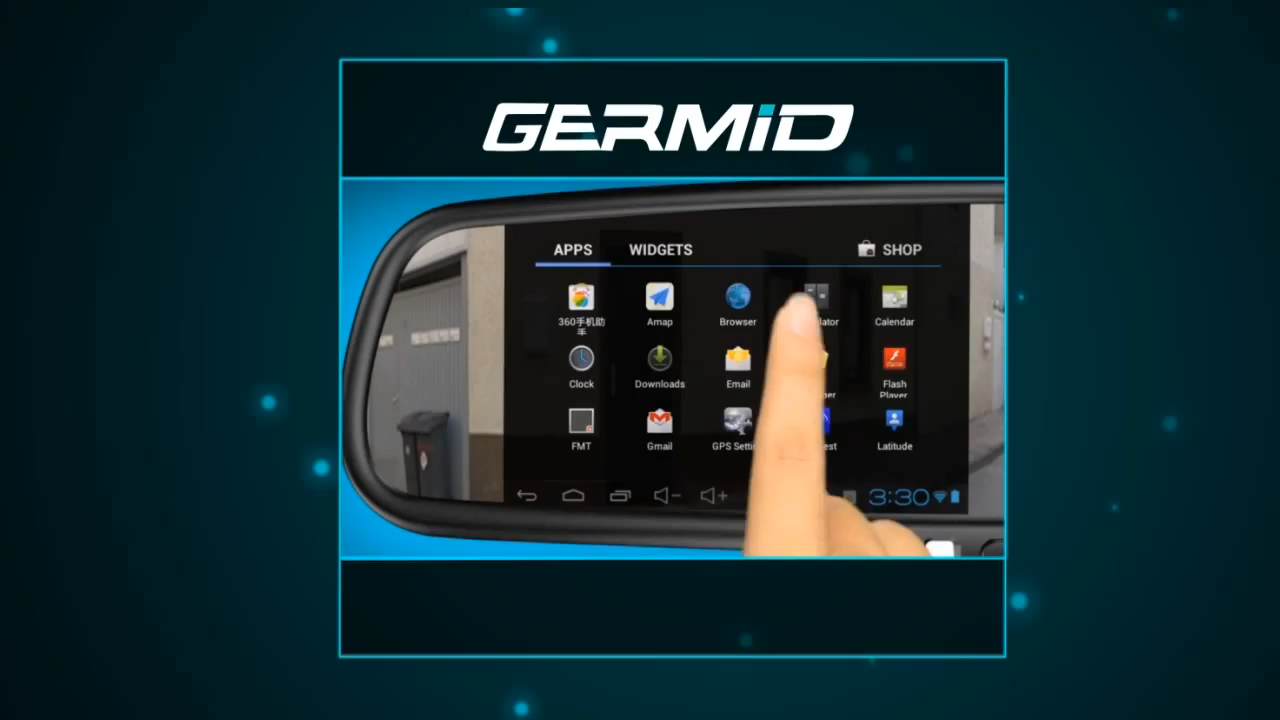 GERMiD
APPS
WIDGETS
SHOP
360手机助
Amap
Browser
Calendar
Clock
Downloads
Email
Flash
Player
FMT
Gmail
GPS
Latitude
3:30